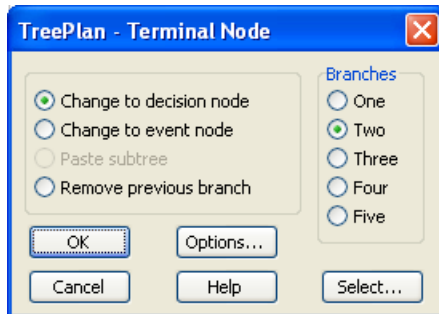 TreePlan - Terminal Node
Change to decision node
Change to event node
Paste subtree
Remove previous branch
Branches
One
Two
Three
Four
Five
OK
Options...
Cancel
Help
Select...